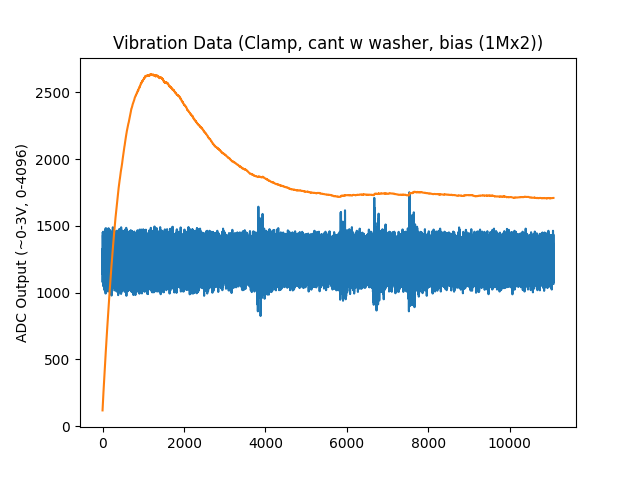 Vibration Data (Clamp, cant w washer, bias (1Mx2))
ADC Output (~0-3V, 0-4096)
2500
2000
1500
1000
500
0
0 2000 4000 6000 8000 10000